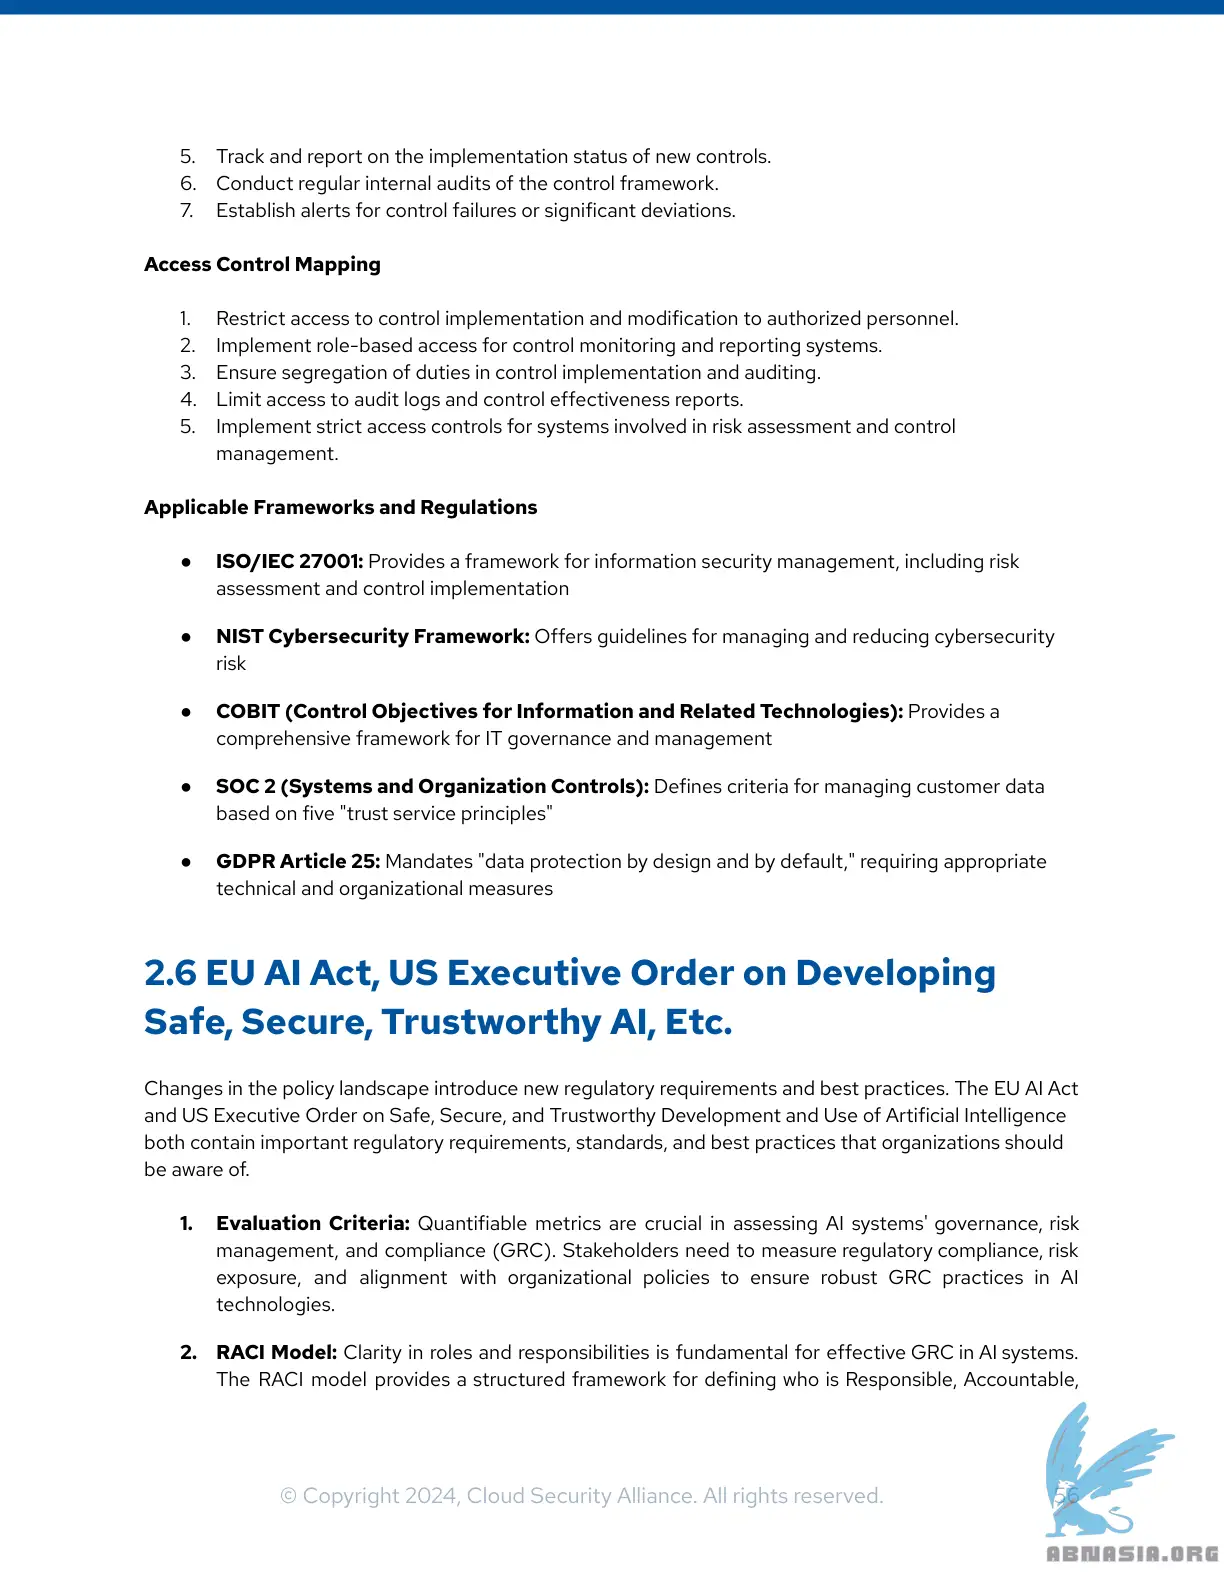 5. Track and report on the implementation status of new controls.
6. Conduct regular internal audits of the control framework.
7. Establish alerts for control failures or significant deviations.
Access Control Mapping
1. Restrict access to control implementation and modification to authorized personnel.
2. Implement role-based access for control monitoring and reporting systems.
3. Ensure segregation of duties in control implementation and auditing.
4. Limit access to audit logs and control effectiveness reports.
5. Implement strict access controls for systems involved in risk assessment and control
management.
Applicable Frameworks and Regulations
● ISO/IEC 27001: Provides a framework for information security management, including risk
assessment and control implementation
● NIST Cybersecurity Framework: Offers guidelines for managing and reducing cybersecurity
risk
● COBIT (Control Objectives for Information and Related Technologies): Provides a
comprehensive framework for IT governance and management
● SOC 2 (Systems and Organization Controls): Defines criteria for managing customer data
based on five "trust service principles"
● GDPR Article 25: Mandates "data protection by design and by default," requiring appropriate
technical and organizational measures
2.6 EU AI Act, US Executive Order on Developing
Safe, Secure, Trustworthy AI, Etc.
Changes in the policy landscape introduce new regulatory requirements and best practices. The EU AI Act
and US Executive Order on Safe, Secure, and Trustworthy Development and Use of Artificial Intelligence
both contain important regulatory requirements, standards, and best practices that organizations should
be aware of.
1. Evaluation Criteria: Quantifiable metrics are crucial in assessing AI systems' governance, risk
management, and compliance (GRC). Stakeholders need to measure regulatory compliance, risk
exposure, and alignment with organizational policies to ensure robust GRC practices in AI
technologies.
2. RACI Model: Clarity in roles and responsibilities is fundamental for effective GRC in AI systems.
The RACI model provides a structured framework for defining who is Responsible, Accountable,
© Copyright 2024, Cloud Security Alliance. All rights reserved. 56
ABNASIA.ORG